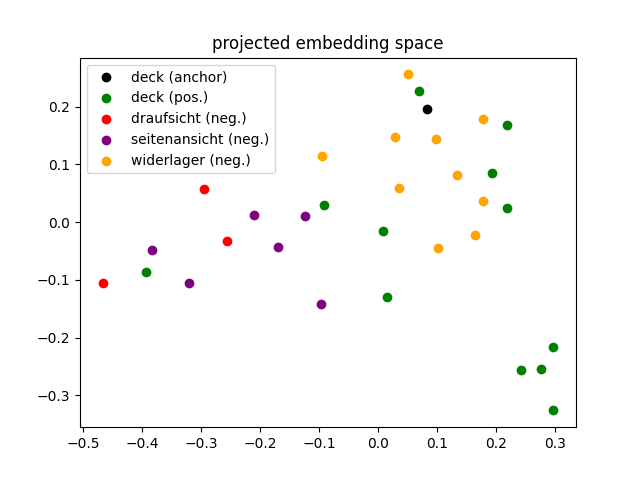 projected embedding space
deck (anchor)
deck (pos.)
draufsicht (neg.)
seitenansicht (neg.)
widerlager (neg.)
0.2
0.1
0.0
−0.1
−0.2
−0.3
−0.5 −0.4 −0.3 −0.2 −0.1 0.0 0.1 0.2 0.3